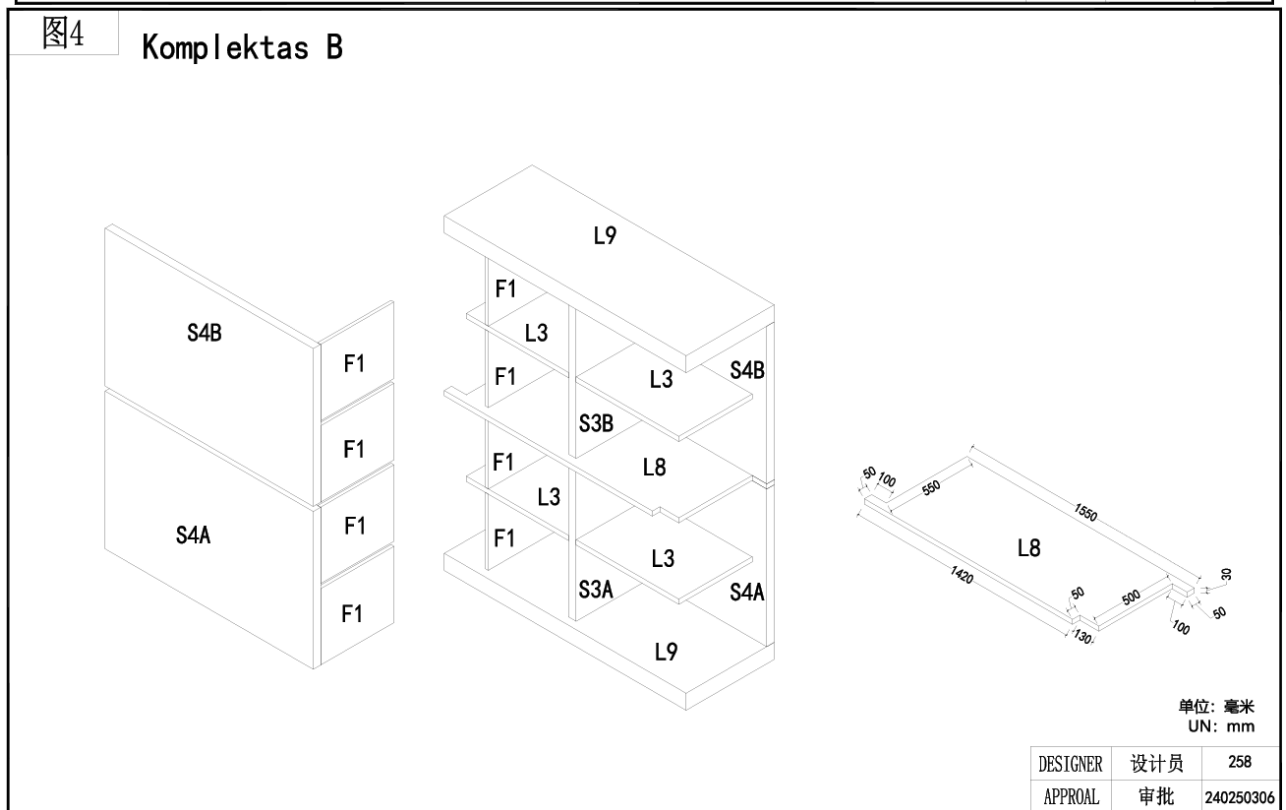 图4
Komplektas B
S4B
F1
F1
S4A
F1
F1
L9
F1
L3
F1
L3
S4B
S3B
F1
L8
L3
F1
L3
S3A
S4A
L9
50
100
550
1550
L8
1420
50
500
130
100
50
30
单位: 毫米
UN: mm
DESIGNER 设计员 258
APPROAL 审批 240250306